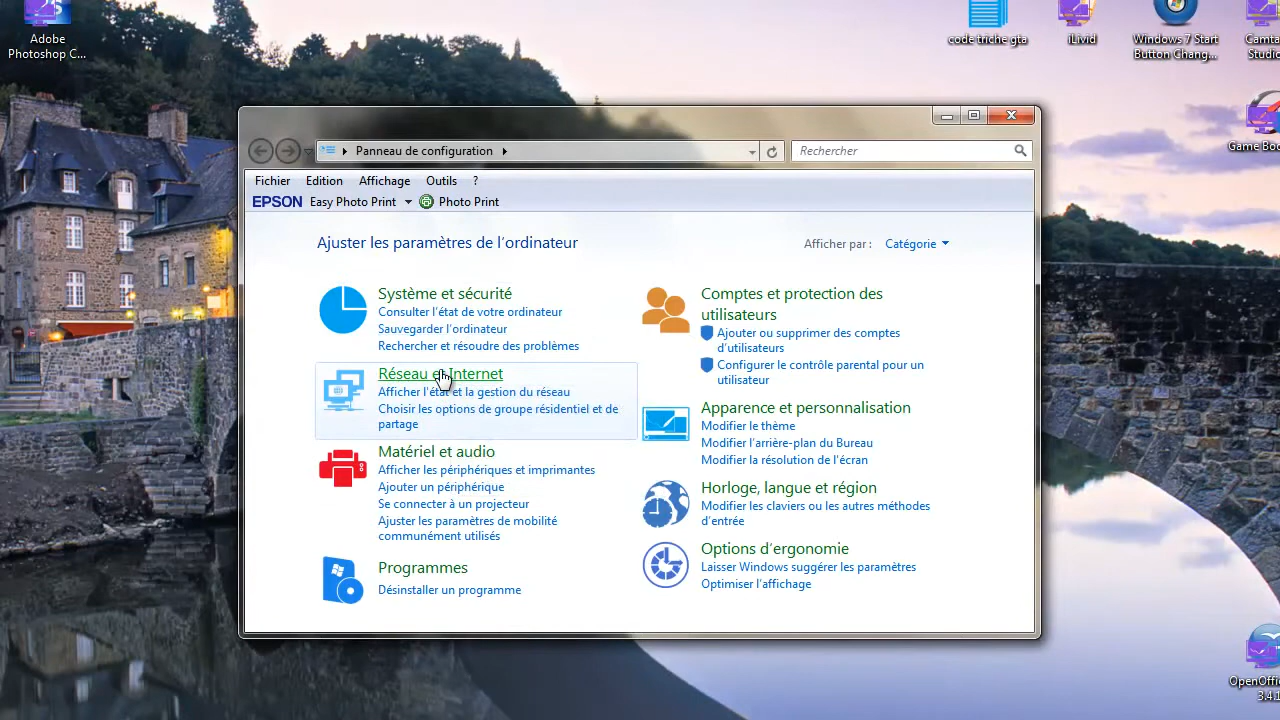 Adobe
Photoshop C...
code triche gta
iLivid
Windows 7 Start
Button Chang...
Camta
Studio
Game Boo
OpenOffi
3.4.1
Panneau de configuration
Rechercher
Fichier Edition Affichage Outils ?
EPSON Easy Photo Print Photo Print
Ajuster les paramètres de l'ordinateur
Afficher par : Catégorie
Système et sécurité
Consulter l'état de votre ordinateur
Sauvegarder l'ordinateur
Rechercher et résoudre des problèmes
Réseau et Internet
Afficher l'état et la gestion du réseau
Choisir les options de groupe résidentiel et de
partage
Matériel et audio
Afficher les périphériques et imprimantes
Ajouter un périphérique
Se connecter à un projecteur
Ajuster les paramètres de mobilité
communément utilisés
Programmes
Désinstaller un programme
Comptes et protection des
utilisateurs
Ajouter ou supprimer des comptes
d'utilisateurs
Configurer le contrôle parental pour un
utilisateur
Apparence et personnalisation
Modifier le thème
Modifier l'arrière-plan du Bureau
Modifier la résolution de l'écran
Horloge, langue et région
Modifier les claviers ou les autres méthodes
d'entrée
Options d'ergonomie
Laisser Windows suggérer les paramètres
Optimiser l'affichage